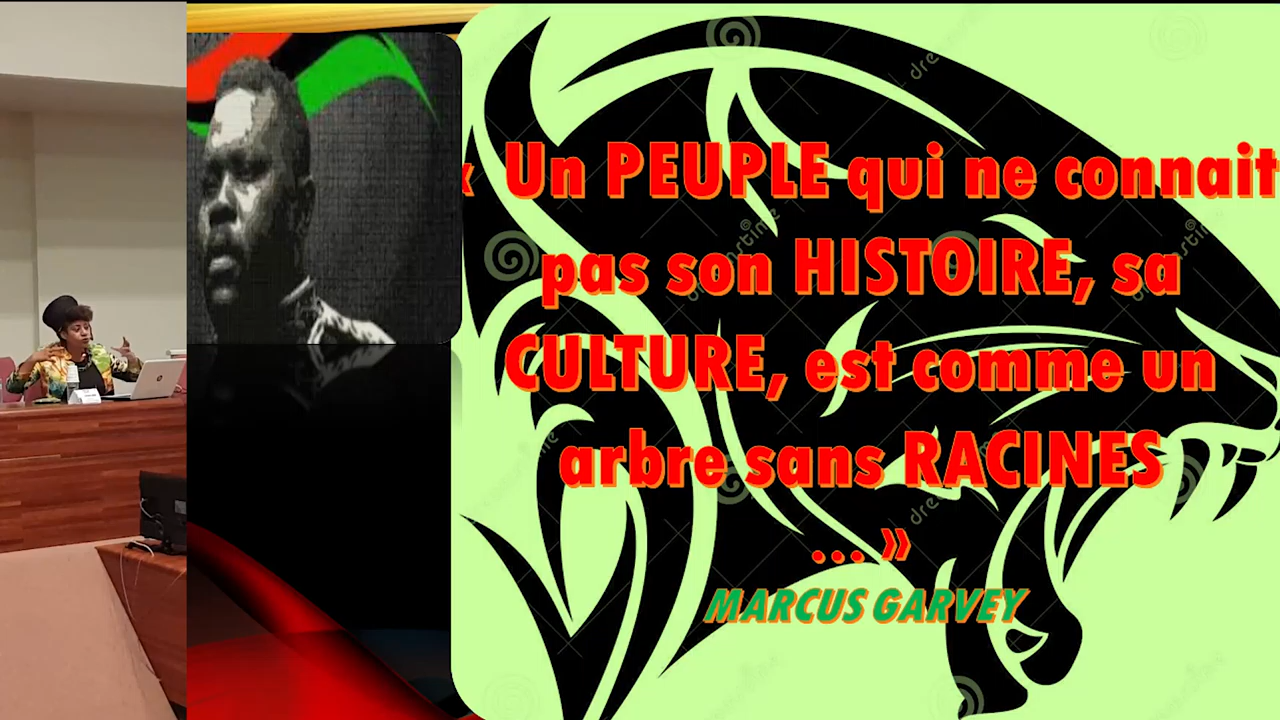 « Un PEUPLE qui ne connait
pas son HISTOIRE, sa
CULTURE, est comme un
arbre sans RACINES
... »
MARCUS GARVEY